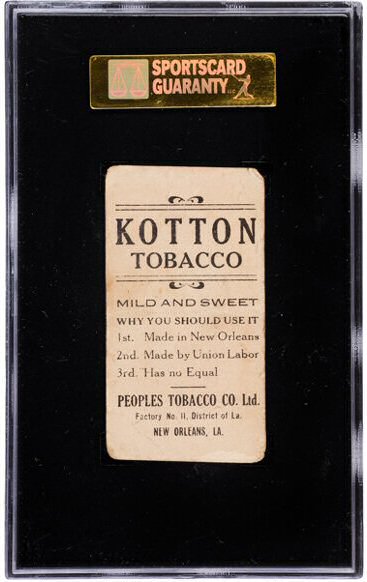 SPORTSCARD
GUARANTY LLC
KOTTON
TOBACCO
MILD AND SWEET
WHY YOU SHOULD USE IT
1st. Made in New Orleans
2nd. Made by Union Labor
3rd. Has no Equal
PEOPLES TOBACCO CO. Ltd.
Factory No. 11, District of La.
NEW ORLEANS, LA.